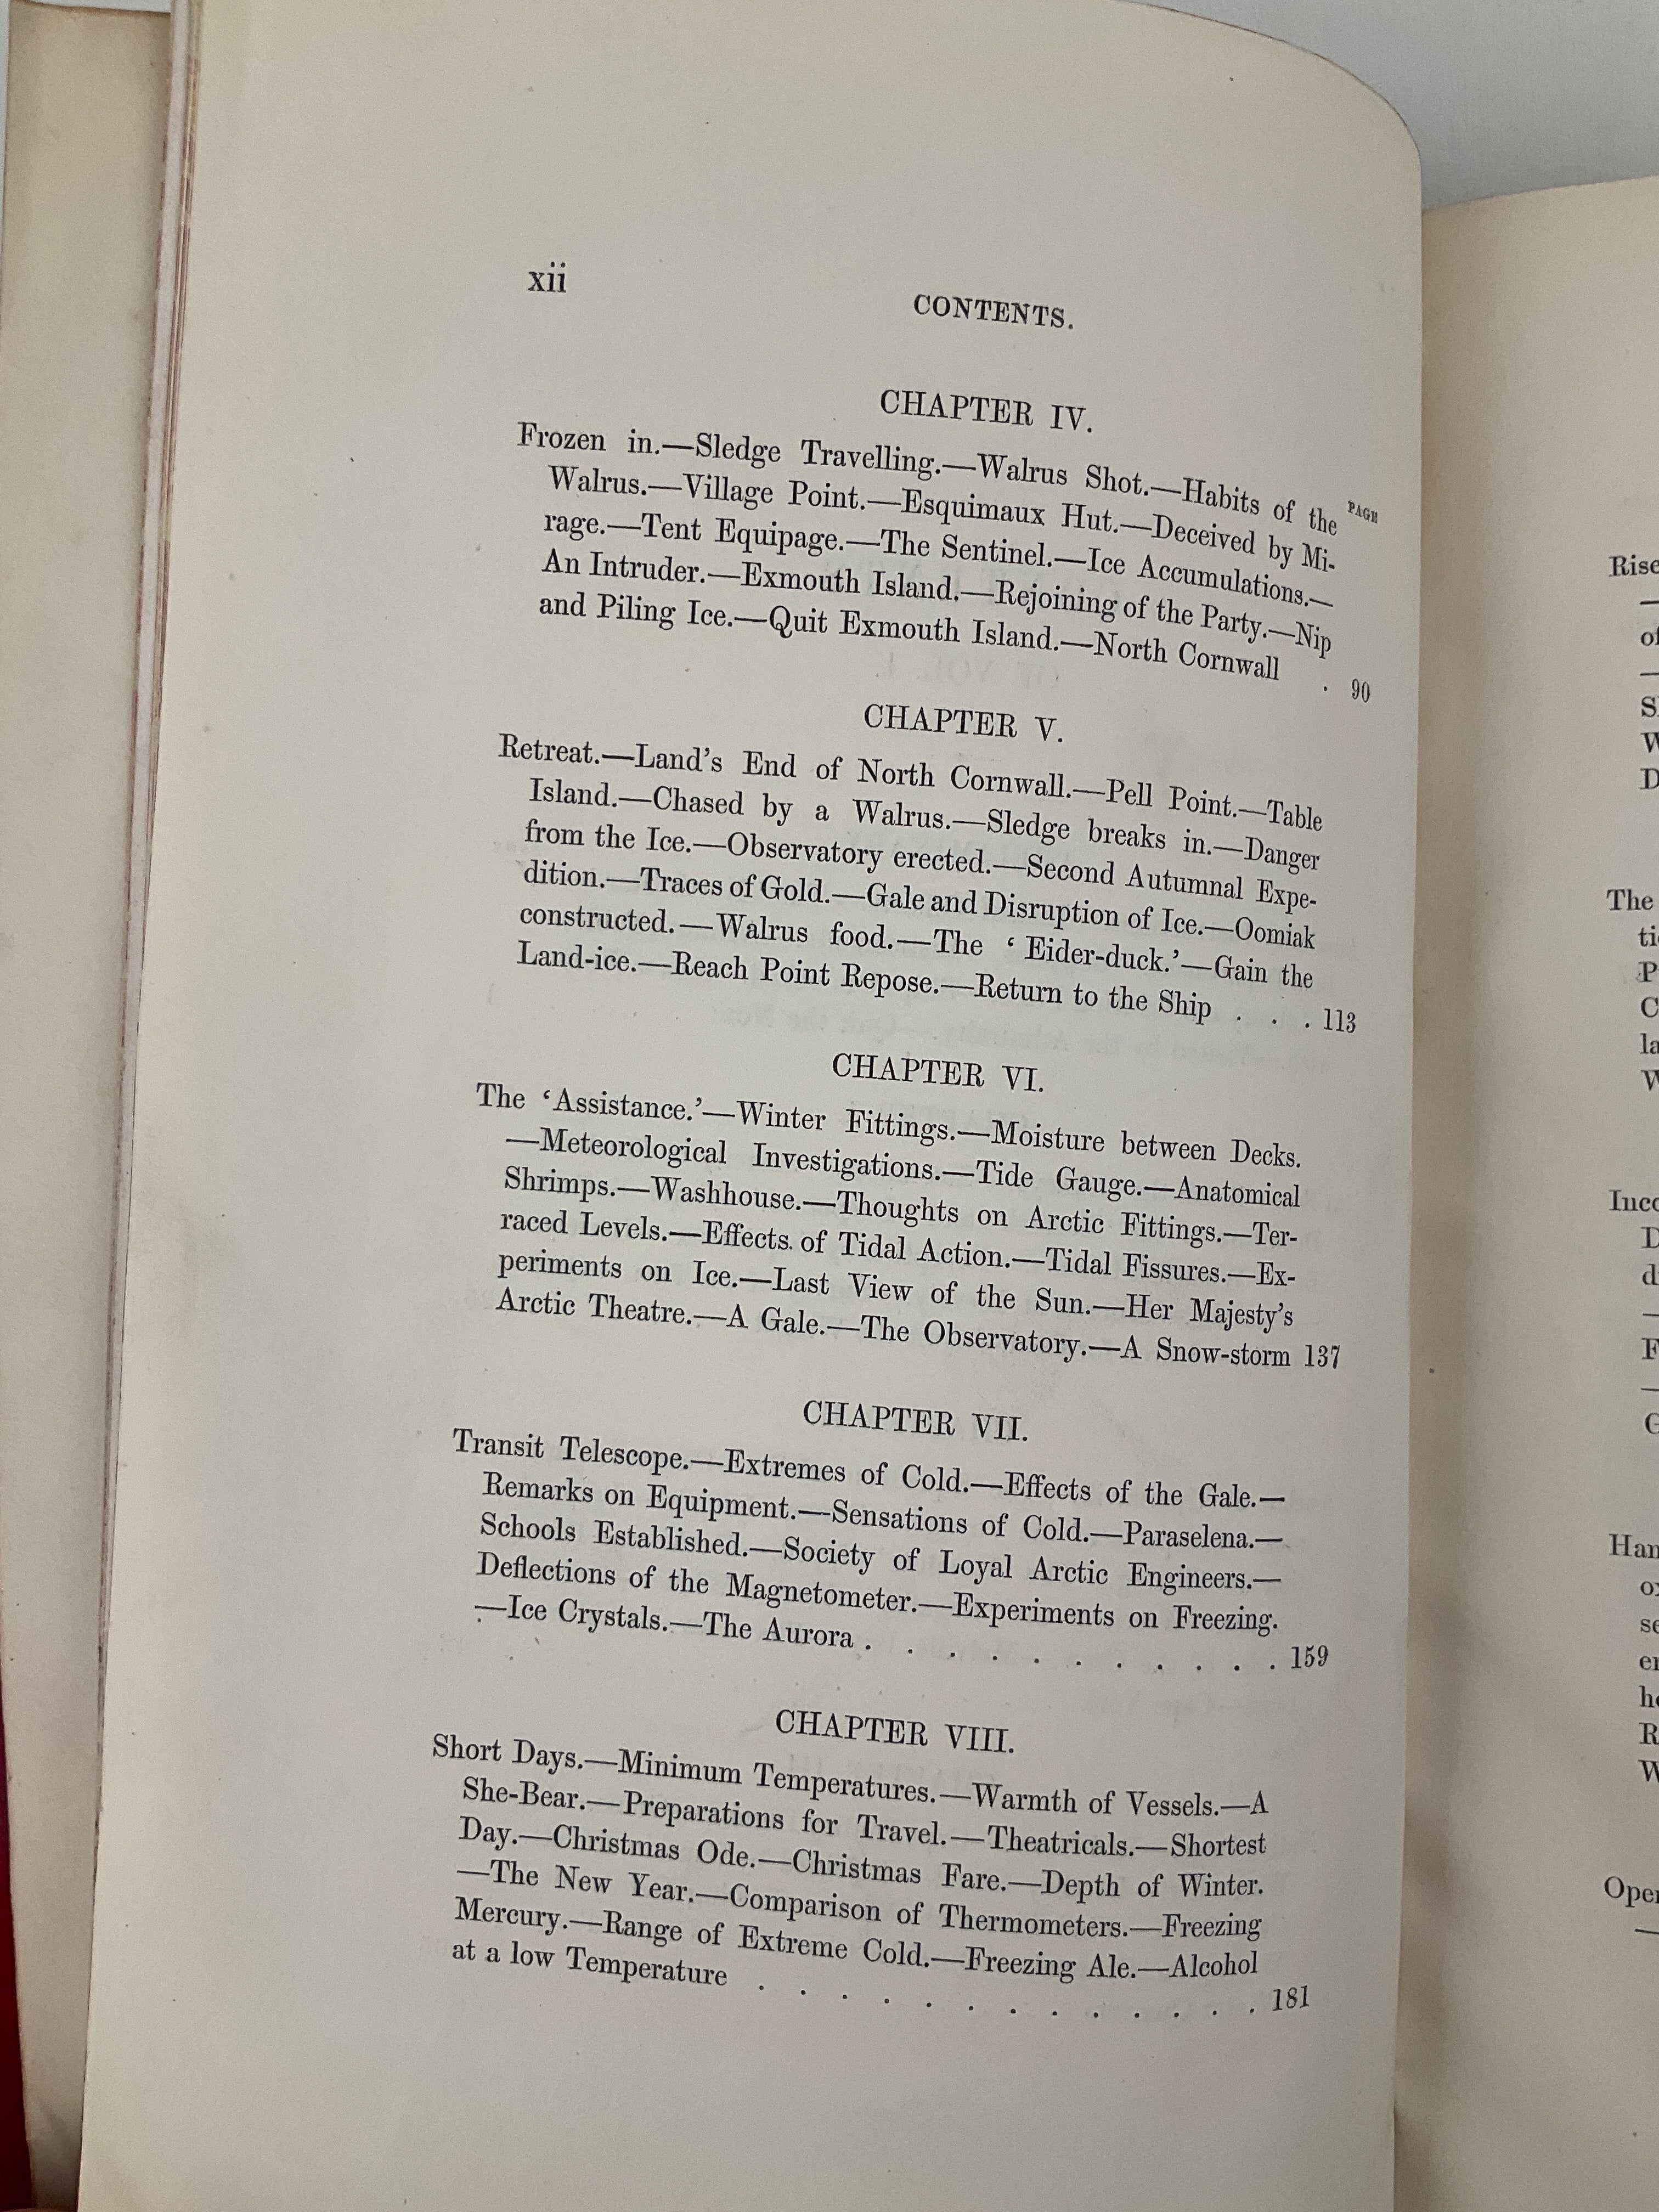 xii
CONTENTS.
CHAPTER IV.
PAGE
Frozen in.—Sledge Travelling.—Walrus Shot.—Habits of the
Walrus.—Village Point.—Esquimaux Hut.—Deceived by Mi-
rage.—Tent Equipage.—The Sentinel.—Ice Accumulations.—
An Intruder.—Exmouth Island.—Rejoining of the Party.—Nip
and Piling Ice.—Quit Exmouth Island.—North Cornwall . 90
CHAPTER V.
Retreat.—Land's End of North Cornwall.—Pell Point.—Table
Island.—Chased by a Walrus.—Sledge breaks in.—Danger
from the Ice.—Observatory erected.—Second Autumnal Expe-
dition.—Traces of Gold.—Gale and Disruption of Ice.—Oomiak
constructed.—Walrus food.—The ‘Eider-duck.’—Gain the
Land-ice.—Reach Point Repose.—Return to the Ship . . . 113
CHAPTER VI.
The ‘Assistance.’—Winter Fittings.—Moisture between Decks.
—Meteorological Investigations.—Tide Gauge.—Anatomical
Shrimps.—Washhouse.—Thoughts on Arctic Fittings.—Ter-
raced Levels.—Effects of Tidal Action.—Tidal Fissures.—Ex-
periments on Ice.—Last View of the Sun.—Her Majesty's
Arctic Theatre.—A Gale.—The Observatory.—A Snow-storm 137
CHAPTER VII.
Transit Telescope.—Extremes of Cold.—Effects of the Gale.—
Remarks on Equipment.—Sensations of Cold.—Paraselena.—
Schools Established.—Society of Loyal Arctic Engineers.—
Deflections of the Magnetometer.—Experiments on Freezing.
—Ice Crystals.—The Aurora . . . . . . . . . . . 159
CHAPTER VIII.
Short Days.—Minimum Temperatures.—Warmth of Vessels.—A
She-Bear.—Preparations for Travel.—Theatricals.—Shortest
Day.—Christmas Ode.—Christmas Fare.—Depth of Winter.
—The New Year.—Comparison of Thermometers.—Freezing
Mercury.—Range of Extreme Cold.—Freezing Ale.—Alcohol
at a low Temperature . . . . . . . . . . . . . 181
Rise
of
W
D
The
P
C
la
W
D
F
G
W